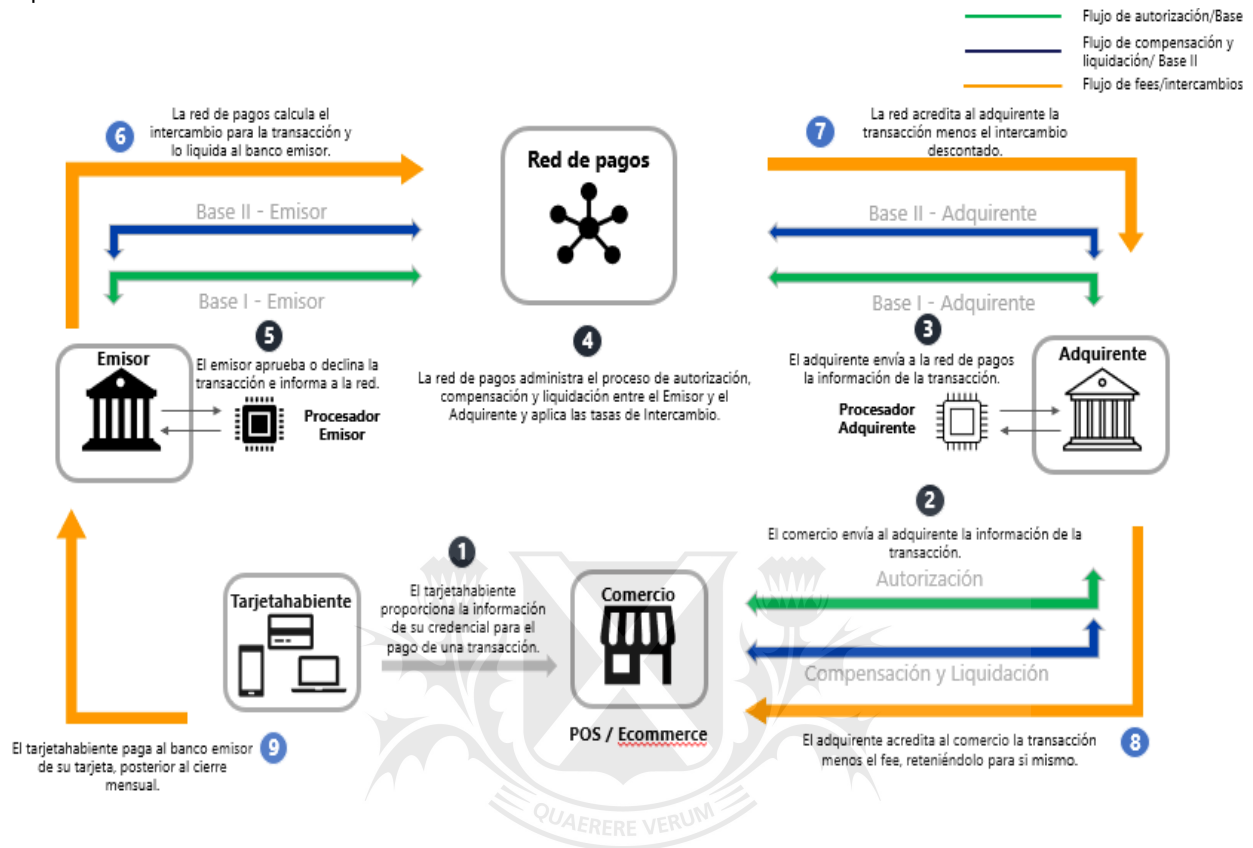 Flujo de autorización/Base
Flujo de compensación y
liquidación/ Base II
Flujo de fees/intercambios
6
La red de pagos calcula el
intercambio para la transacción y
lo liquida al banco emisor.
Red de pagos
7
La red acredita al adquirente la
transacción menos el intercambio
descontado.
Base II - Emisor
Base II - Adquirente
Base I - Emisor
Base I - Adquirente
5
El emisor aprueba o declina la
transacción e informa a la red.
Emisor
Procesador
Emisor
4
La red de pagos administra el proceso de autorización,
compensación y liquidación entre el Emisor y el
Adquirente y aplica las tasas de Intercambio.
3
El adquirente envía a la red de pagos
la información de la transacción.
Procesador
Adquirente
Adquirente
2
El comercio envía al adquirente la información de la
transacción.
Autorización
Compensación y Liquidación
1
El tarjetahabiente
proporciona la información
de su credencial para el
pago de una transacción.
Tarjetahabiente
Comercio
POS / Ecommerce
El tarjetahabiente paga al banco emisor
de su tarjeta, posterior al cierre
mensual.
9
El adquirente acredita al comercio la transacción
menos el fee, reteniéndolo para si mismo.
8
QUAERERE VERUM